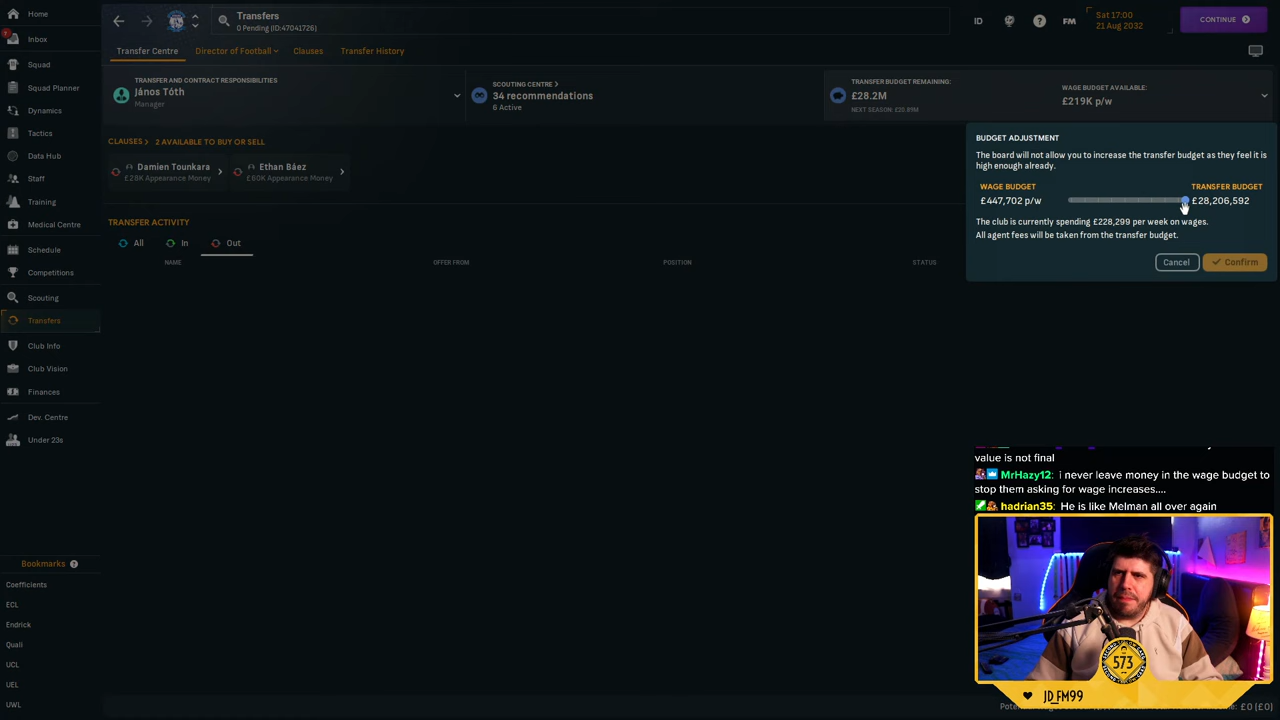 Home
Inbox
Squad
Squad Planner
Dynamics
Tactics
Data Hub
Staff
Training
Medical Centre
Schedule
Competitions
Scouting
Transfers
Club Info
Club Vision
Finances
Dev. Centre
Under 23s
Bookmarks
Coefficients
ECL
Endrick
Quali
UCL
UEL
UWL
Transfers
0 Pending (ID:47041726)
ID
FM
Sat 17:00
21 Aug 2032
CONTINUE
Transfer Centre
Director of Football
Clauses
Transfer History
TRANSFER AND CONTRACT RESPONSIBILITIES
János Tóth
Manager
SCOUTING CENTRE >
34 recommendations
6 Active
TRANSFER BUDGET REMAINING:
£28.2M
NEXT SEASON: £20.89M
WAGE BUDGET AVAILABLE:
£219K p/w
CLAUSES > 2 AVAILABLE TO BUY OR SELL
Damien Tounkara
£28K Appearance Money
Ethan Báez
£60K Appearance Money
TRANSFER ACTIVITY
All
In
Out
NAME
OFFER FROM
POSITION
STATUS
BUDGET ADJUSTMENT
The board will not allow you to increase the transfer budget as they feel it is
high enough already.
WAGE BUDGET
£447,702 p/w
TRANSFER BUDGET
£28,206,592
The club is currently spending £228,299 per week on wages.
All agent fees will be taken from the transfer budget.
Cancel
Confirm
value is not final
MrHazy12: i never leave money in the wage budget to
stop them asking for wage increases....
hadrian35: He is like Melman all over again
573
JD_FM99
£0 (£0)